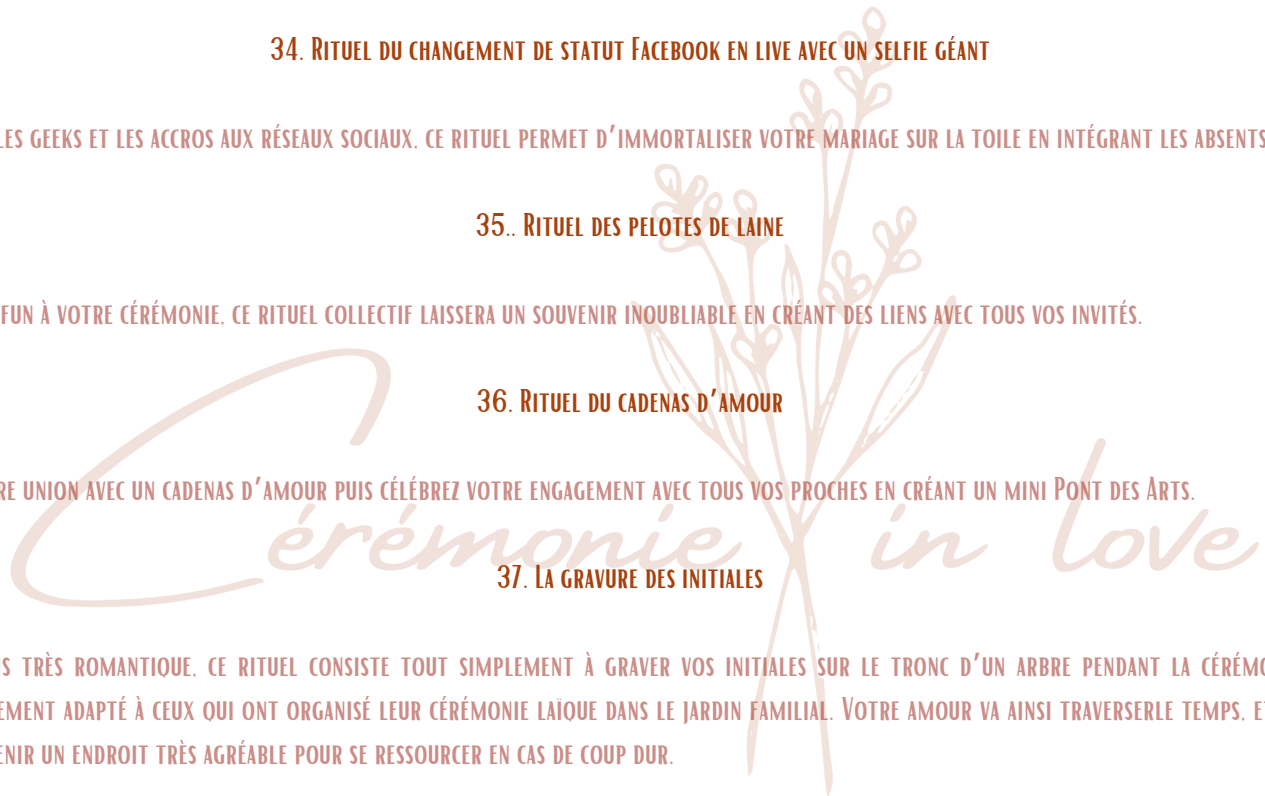 34. Rituel du changement de statut Facebook en live avec un selfie géant
les geeks et les accros aux réseaux sociaux, ce rituel permet d'immortaliser votre mariage sur la toile en intégrant les absents
35.. Rituel des pelotes de laine
fun à votre cérémonie, ce rituel collectif laissera un souvenir inoubliable en créant des liens avec tous vos invités.
36. Rituel du cadenas d'amour
re union avec un cadenas d'amour puis célébrez votre engagement avec tous vos proches en créant un mini Pont des Arts.
Cérémonie in love
37. La gravure des initiales
s très romantique, ce rituel consiste tout simplement à graver vos initiales sur le tronc d'un arbre pendant la cérémo
ement adapté à ceux qui ont organisé leur cérémonie laïque dans le jardin familial. Votre amour va ainsi traverserle temps, et
enir un endroit très agréable pour se ressourcer en cas de coup dur.